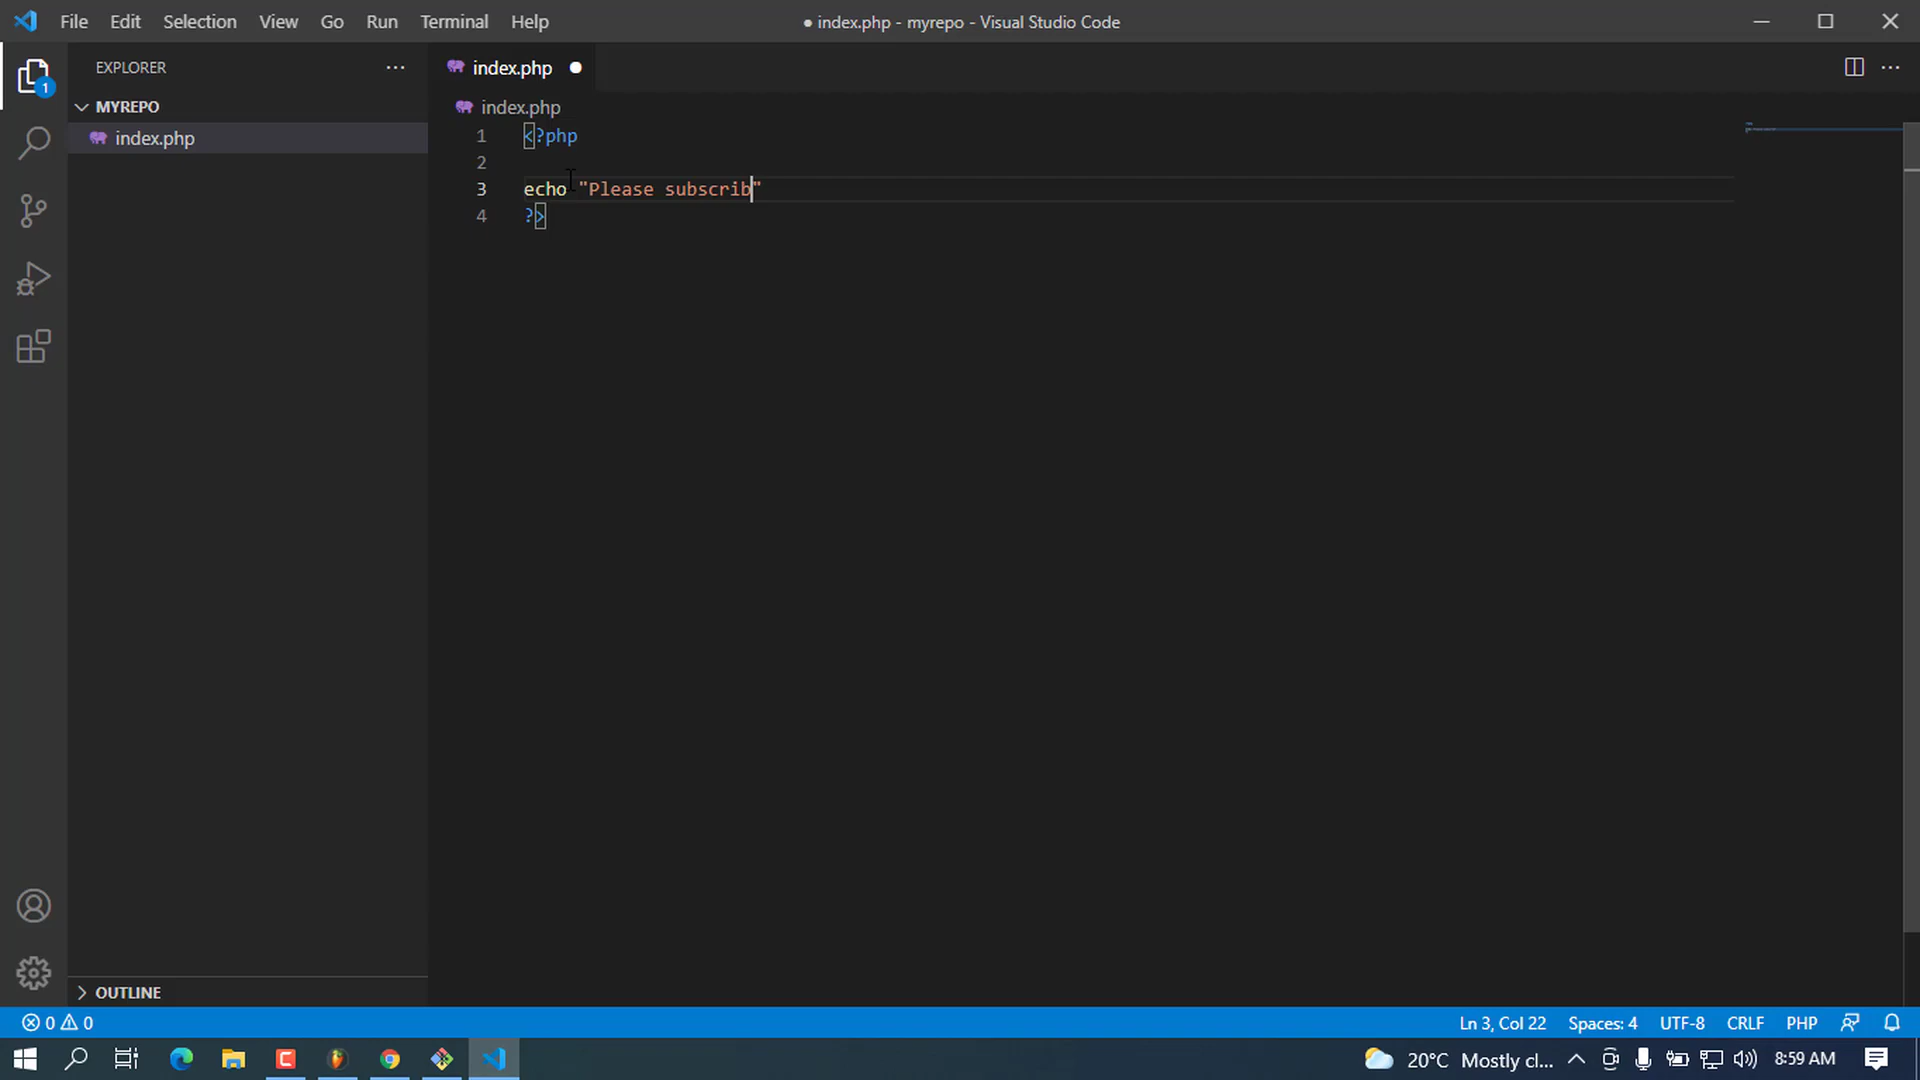 File Edit Selection View Go Run Terminal Help
● index.php - myrepo - Visual Studio Code
EXPLORER
1
MYREPO
index.php
index.php
index.php
1 <?php
2
3 echo "Please subscrib"
4 ?>
OUTLINE
0 0
Ln 3, Col 22 Spaces: 4 UTF-8 CRLF PHP
20°C Mostly cl... 8:59 AM